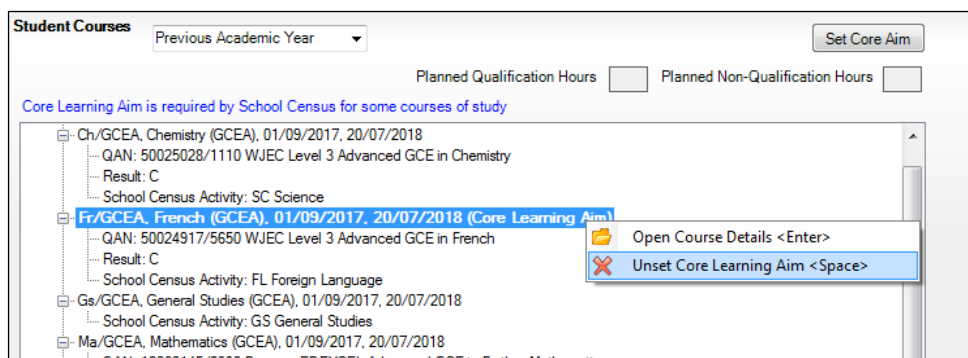 Student Courses
Previous Academic Year
Set Core Aim
Planned Qualification Hours
Planned Non-Qualification Hours
Core Learning Aim is required by School Census for some courses of study
Ch/GCEA, Chemistry (GCEA), 01/09/2017, 20/07/2018
QAN: 50025028/1110 WJEC Level 3 Advanced GCE in Chemistry
Result: C
School Census Activity: SC Science
Fr/GCEA, French (GCEA), 01/09/2017, 20/07/2018 (Core Learning Aim)
QAN: 50024917/5650 WJEC Level 3 Advanced GCE in French
Open Course Details <Enter>
Result: C
Unset Core Learning Aim <Space>
School Census Activity: FL Foreign Language
Gs/GCEA, General Studies (GCEA), 01/09/2017, 20/07/2018
School Census Activity: GS General Studies
Ma/GCEA, Mathematics (GCEA), 01/09/2017, 20/07/2018